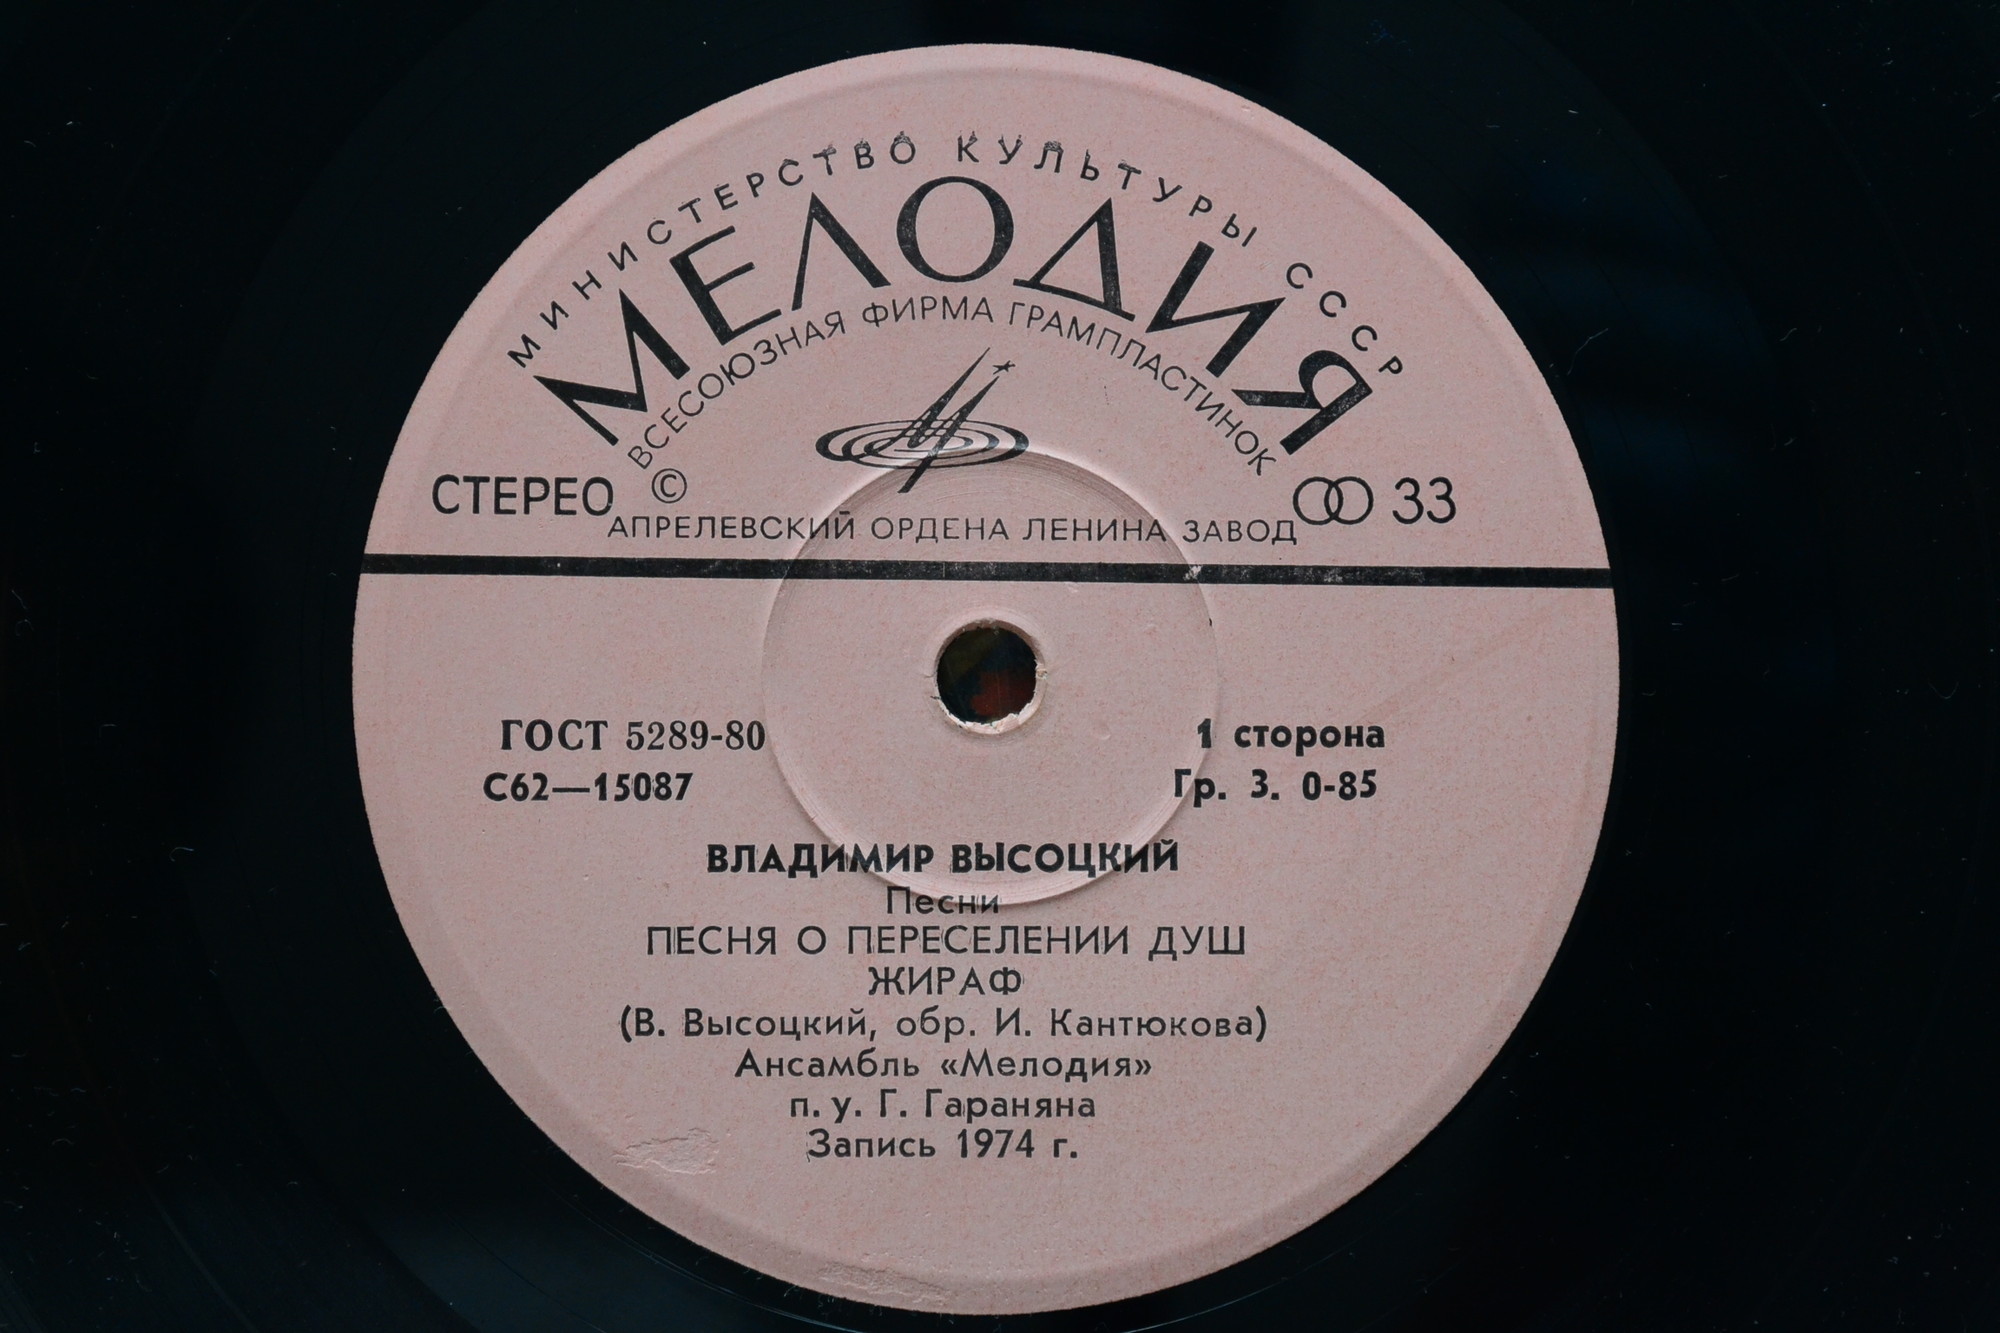 МИНИСТЕРСТВО КУЛЬТУРЫ СССР
МЕЛОДИЯ
ВСЕСОЮЗНАЯ ФИРМА ГРАМПЛАСТИНОК
СТЕРЕО © 33
АПРЕЛЕВСКИЙ ОРДЕНА ЛЕНИНА ЗАВОД
ГОСТ 5289-80 1 сторона
С62—15087 Гр. 3. 0-85
ВЛАДИМИР ВЫСОЦКИЙ
Песни
ПЕСНЯ О ПЕРЕСЕЛЕНИИ ДУШ
ЖИРАФ
(В. Высоцкий, обр. И. Кантюкова)
Ансамбль «Мелодия»
п. у. Г. Гараняна
Запись 1974 г.